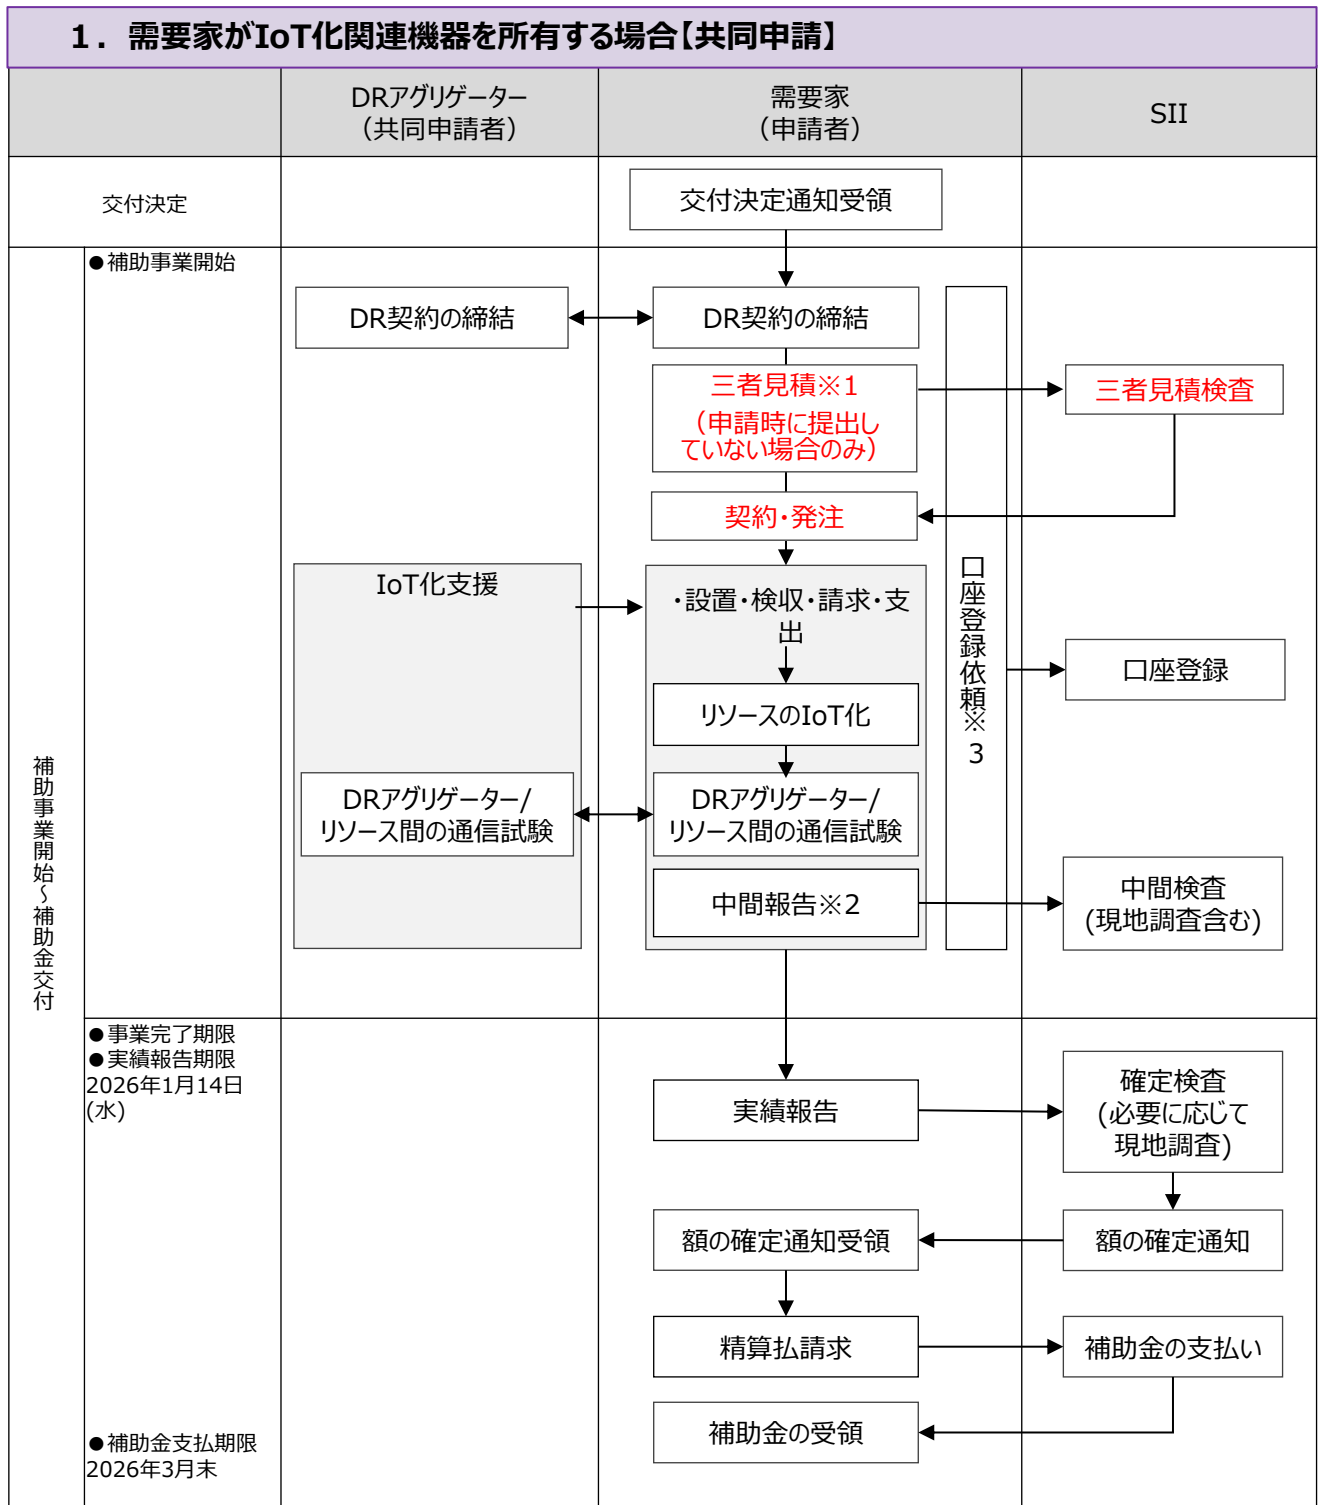 1．需要家がIoT化関連機器を所有する場合【共同申請】
DRアグリゲーター
（共同申請者）
需要家
（申請者）
SII
交付決定
交付決定通知受領
補助事業開始～補助金交付
●補助事業開始
DR契約の締結
DR契約の締結
三者見積※1
（申請時に提出し
ていない場合のみ）
三者見積検査
契約・発注
口座登録依頼※3
IoT化支援
・設置・検収・請求・支
出
リソースのIoT化
口座登録
DRアグリゲーター/
リソース間の通信試験
DRアグリゲーター/
リソース間の通信試験
中間報告※2
中間検査
(現地調査含む)
●事業完了期限
●実績報告期限
2026年1月14日
(水)
実績報告
確定検査
(必要に応じて
現地調査)
額の確定通知受領
額の確定通知
精算払請求
補助金の支払い
補助金の受領
●補助金支払期限
2026年3月末